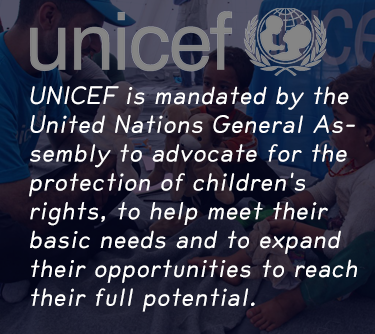 unicef
UNICEF is mandated by the
United Nations General As-
sembly to advocate for the
protection of children's
rights, to help meet their
basic needs and to expand
their opportunities to reach
their full potential.